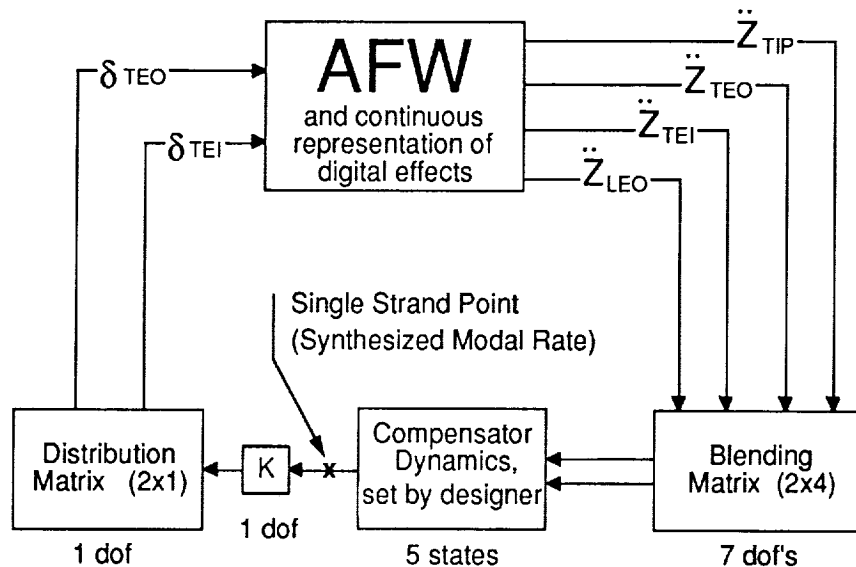 AFW
and continuous
representation of
digital effects
δ TEO
δ TEI
Z̈ TIP
Z̈ TEO
Z̈ TEI
Z̈ LEO
Single Strand Point
(Synthesized Modal Rate)
Distribution
Matrix (2x1)
1 dof
K
1 dof
x
Compensator
Dynamics,
set by designer
5 states
Blending
Matrix (2x4)
7 dof's